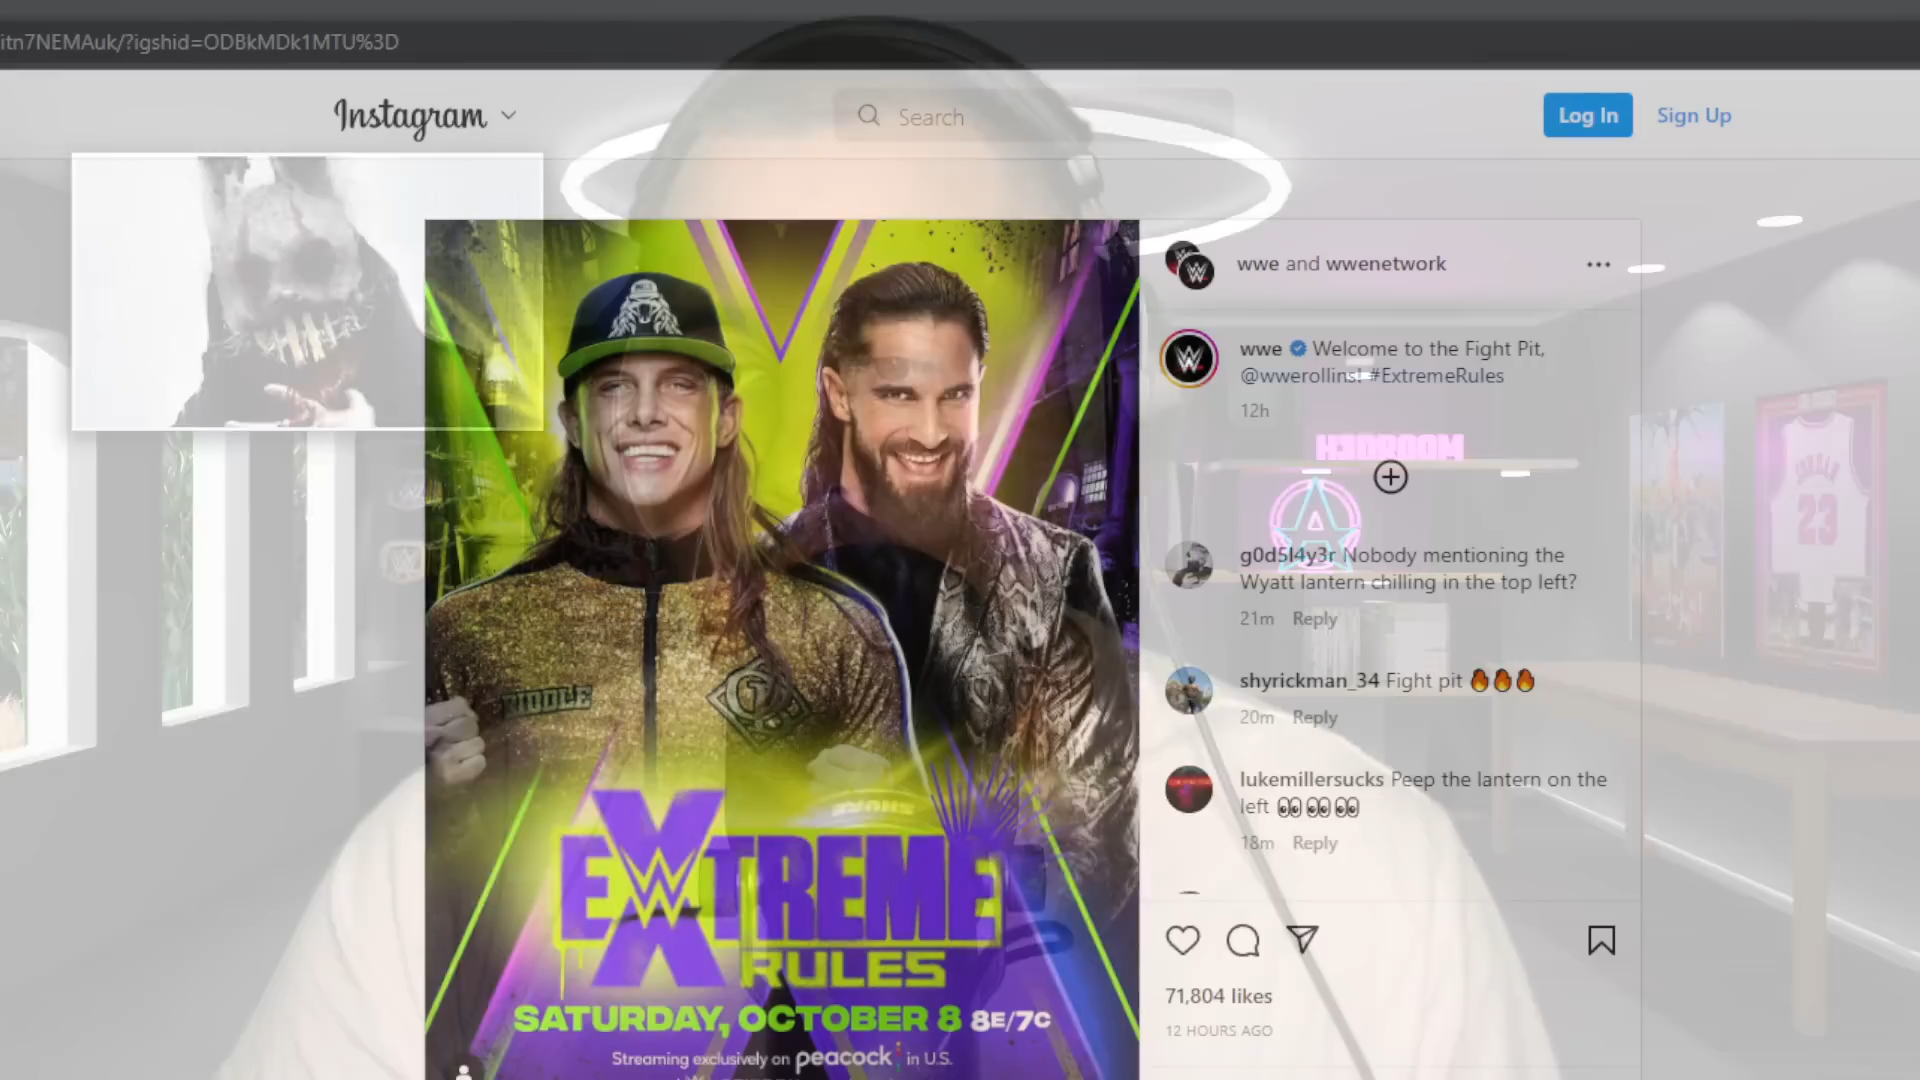 itn7NEMAuk/?igshid=ODBkMDk1MTU%3D
Instagram
Search
Log In
Sign Up
wwe and wwenetwork
wwe Welcome to the Fight Pit,
@wwerollins! #ExtremeRules
12h
g0d5l4y3r Nobody mentioning the
Wyatt lantern chilling in the top left?
21m Reply
shyrickman_34 Fight pit 🔥🔥🔥
20m Reply
lukemillersucks Peep the lantern on the
left 👀👀👀
18m Reply
71,804 likes
12 HOURS AGO
RIDDLE
EXTREME
RULES
SATURDAY, OCTOBER 8 8E/7C
Streaming exclusively on peacock in U.S.
JORDAN
23